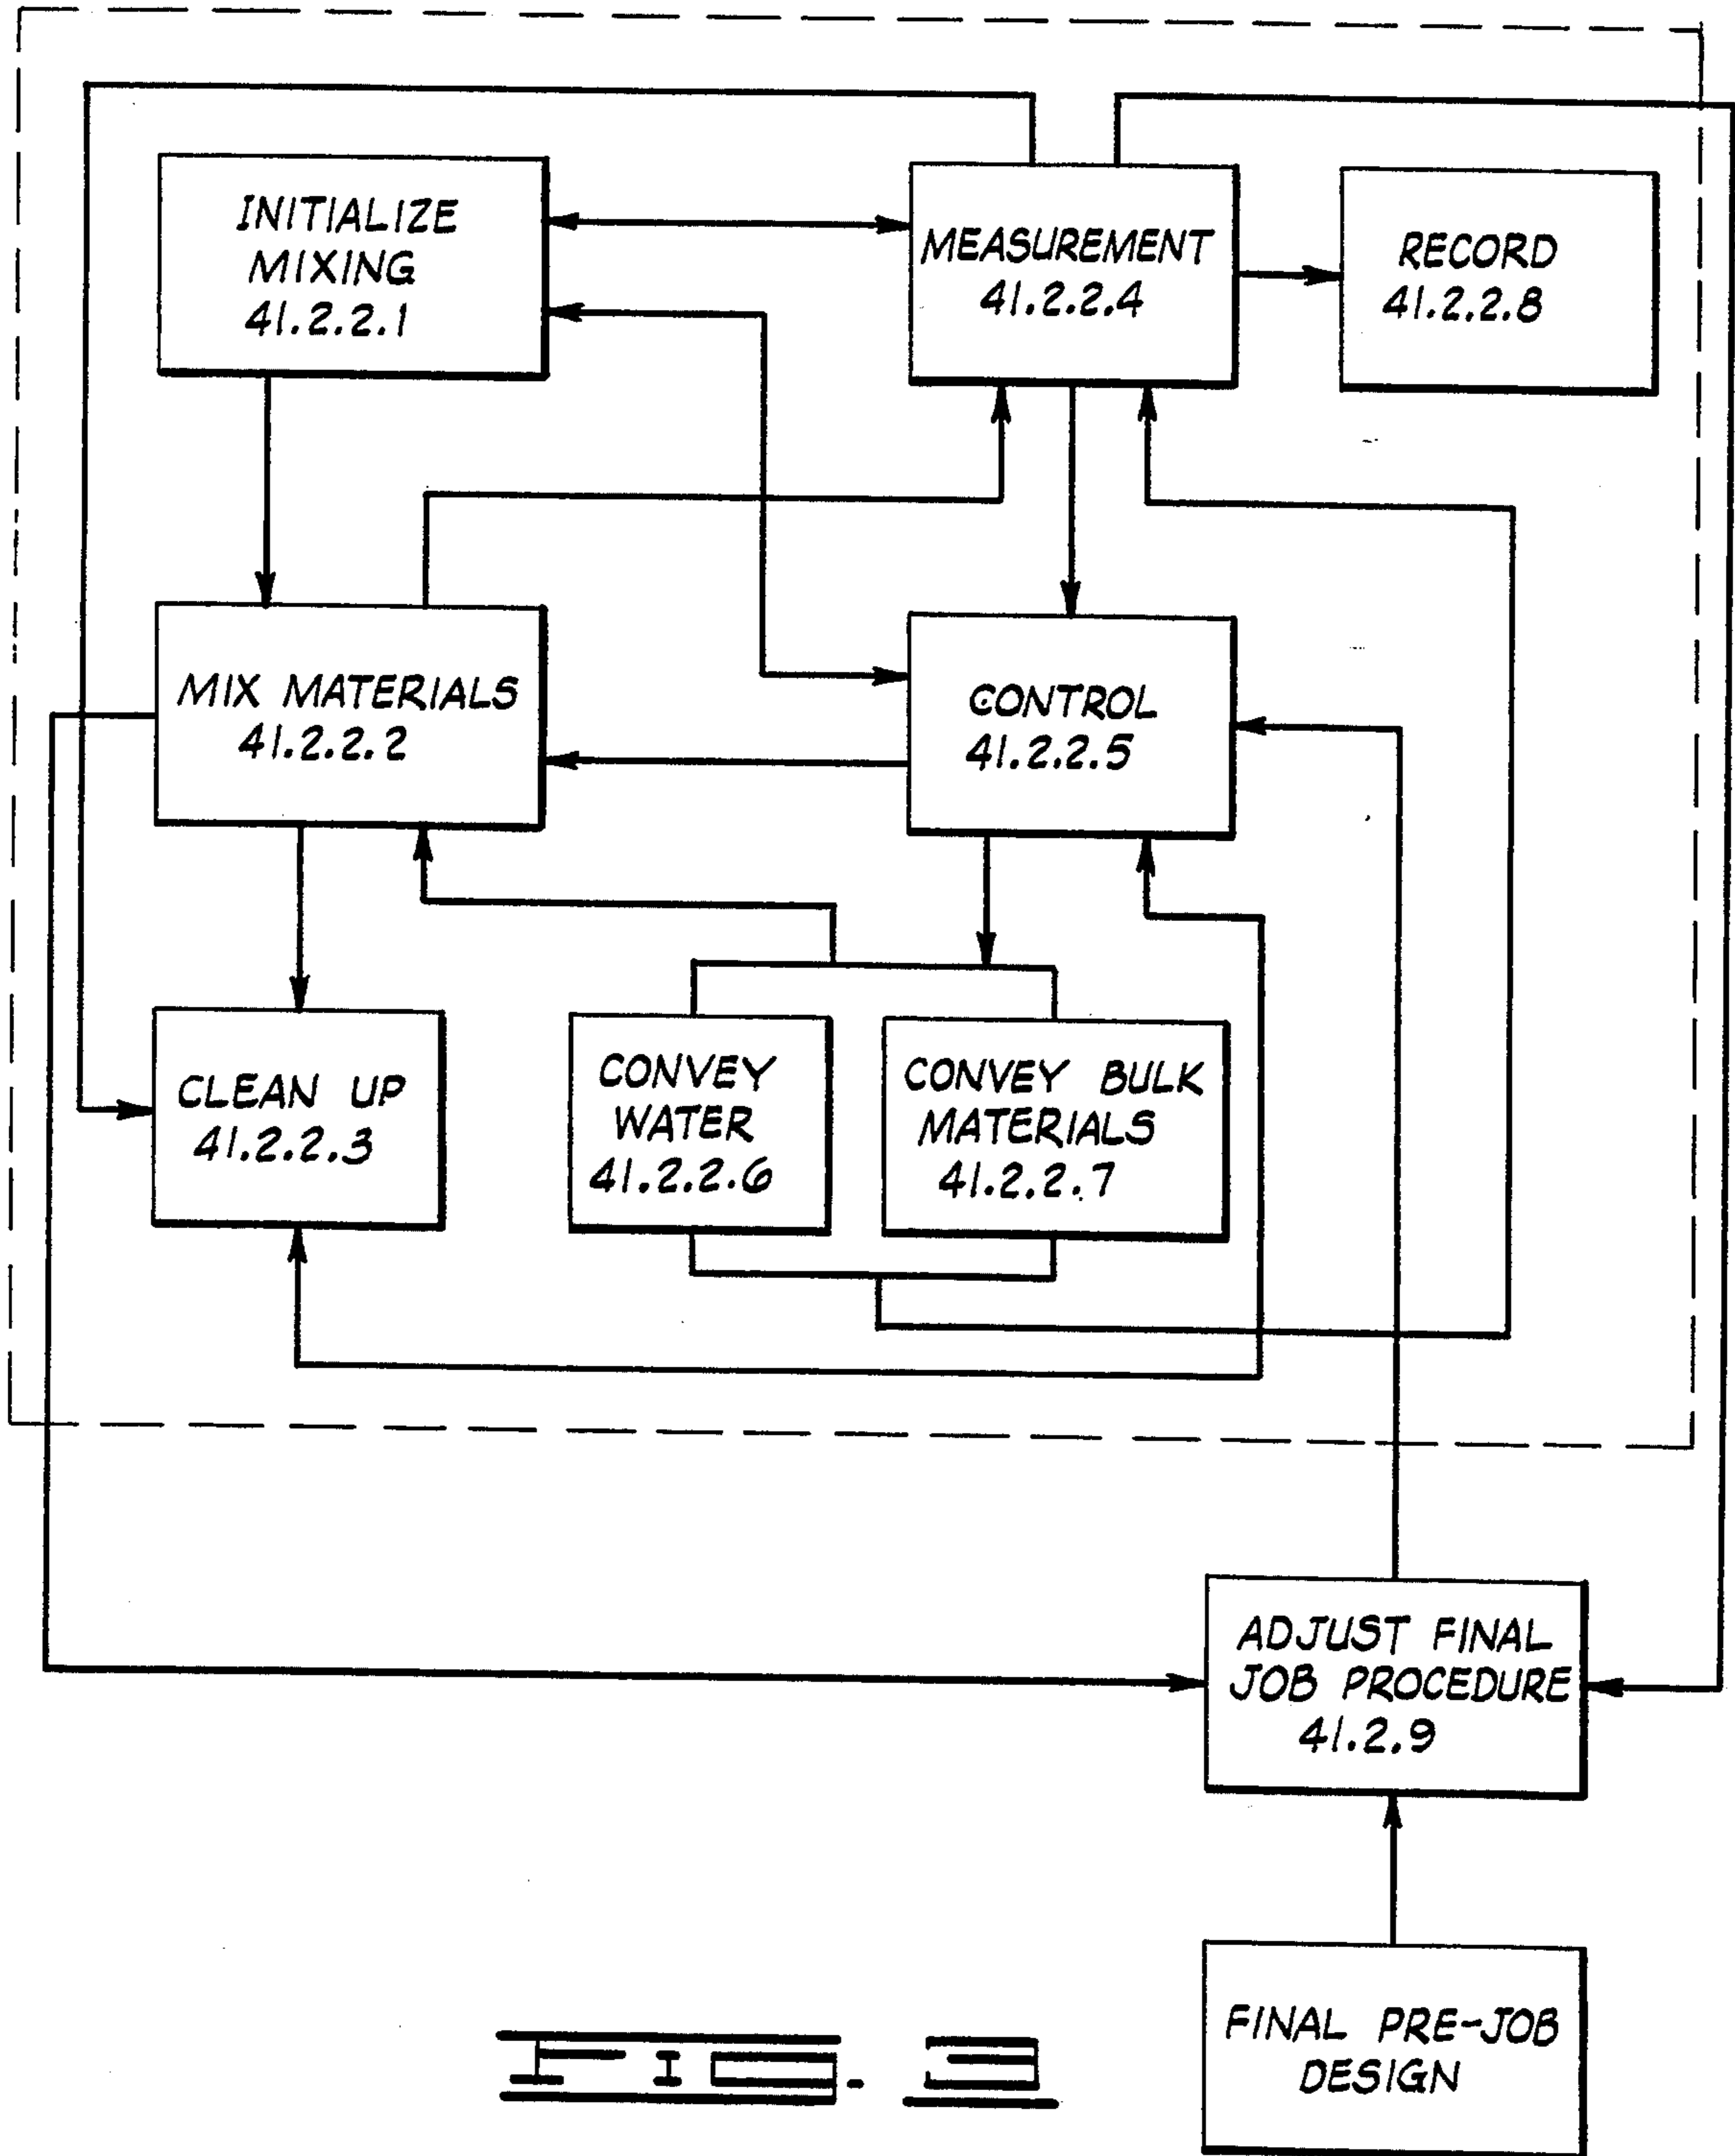 INITIALIZE
MIXING
41.2.2.1
MEASUREMENT
41.2.2.4
RECORD
41.2.2.8
MIX MATERIALS
41.2.2.2
CONTROL
41.2.2.5
CLEAN UP
41.2.2.3
CONVEY
WATER
41.2.2.6
CONVEY BULK
MATERIALS
41.2.2.7
ADJUST FINAL
JOB PROCEDURE
41.2.9
FINAL PRE-JOB
DESIGN
FIG. 3